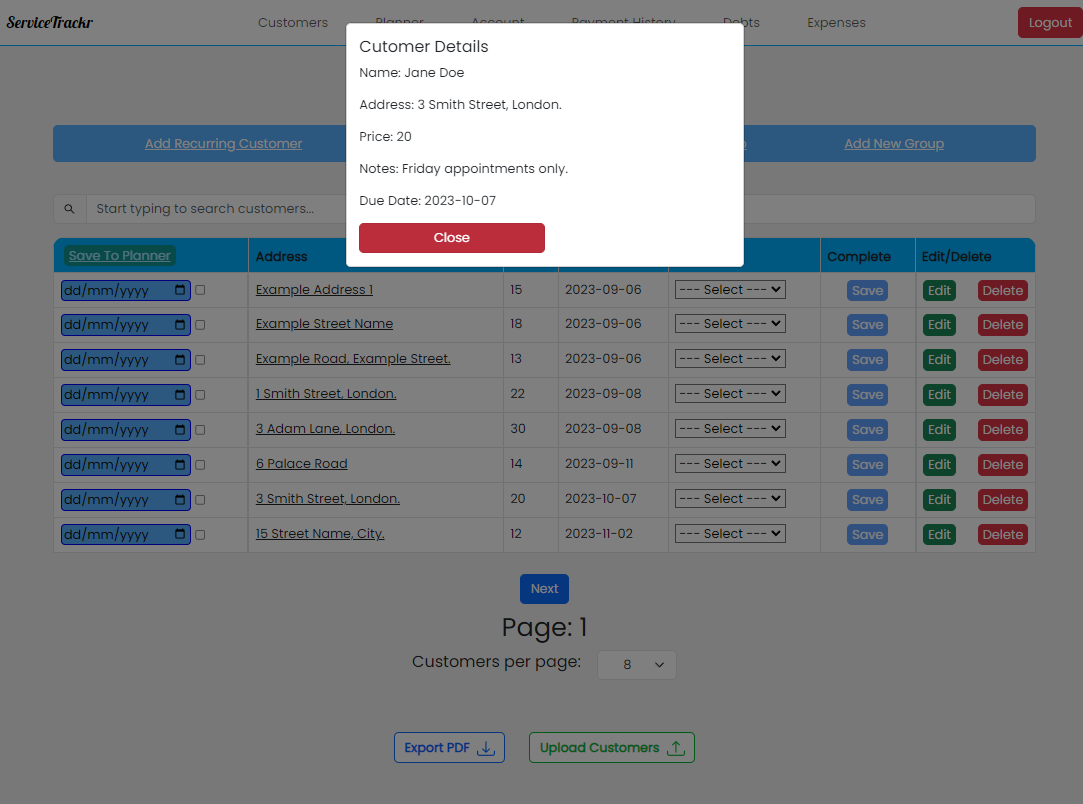 ServiceTrackr Customers Planner Account Payment History Debts Expenses Logout
Cutomer Details
Name: Jane Doe
Address: 3 Smith Street, London.
Price: 20
Notes: Friday appointments only.
Due Date: 2023-10-07
Close
Add Recurring Customer Add New Group
Start typing to search customers...
Save To Planner Address Complete Edit/Delete
dd/mm/yyyy Example Address 1 15 2023-09-06 --- Select --- Save Edit Delete
dd/mm/yyyy Example Street Name 18 2023-09-06 --- Select --- Save Edit Delete
dd/mm/yyyy Example Road, Example Street. 13 2023-09-06 --- Select --- Save Edit Delete
dd/mm/yyyy 1 Smith Street, London. 22 2023-09-08 --- Select --- Save Edit Delete
dd/mm/yyyy 3 Adam Lane, London. 30 2023-09-08 --- Select --- Save Edit Delete
dd/mm/yyyy 6 Palace Road 14 2023-09-11 --- Select --- Save Edit Delete
dd/mm/yyyy 3 Smith Street, London. 20 2023-10-07 --- Select --- Save Edit Delete
dd/mm/yyyy 15 Street Name, City. 12 2023-11-02 --- Select --- Save Edit Delete
Next
Page: 1
Customers per page: 8
Export PDF Upload Customers